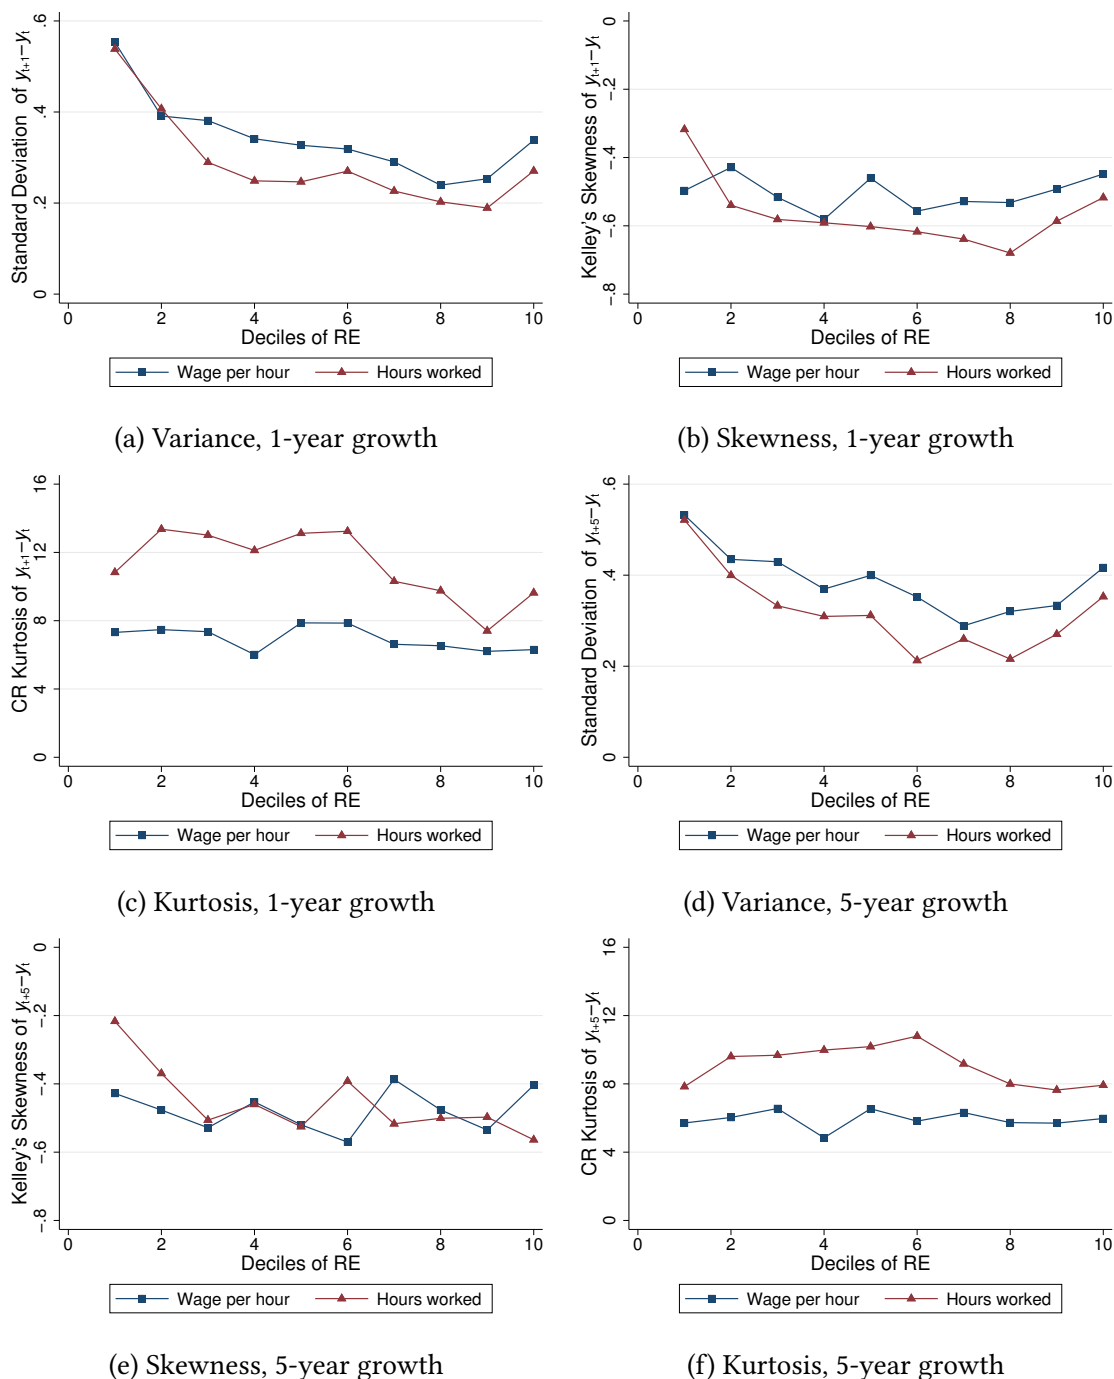 Standard Deviation of yt+1−yt
.6
.4
.2
0
0 2 4 6 8 10
Deciles of RE
Wage per hour Hours worked
(a) Variance, 1-year growth
Kelley's Skewness of yt+1−yt
0
−.2
−.4
−.6
−.8
0 2 4 6 8 10
Deciles of RE
Wage per hour Hours worked
(b) Skewness, 1-year growth
CR Kurtosis of yt+1−yt
16
12
8
4
0
0 2 4 6 8 10
Deciles of RE
Wage per hour Hours worked
(c) Kurtosis, 1-year growth
Standard Deviation of yt+5−yt
.6
.4
.2
0
0 2 4 6 8 10
Deciles of RE
Wage per hour Hours worked
(d) Variance, 5-year growth
Kelley's Skewness of yt+5−yt
0
−.2
−.4
−.6
−.8
0 2 4 6 8 10
Deciles of RE
Wage per hour Hours worked
(e) Skewness, 5-year growth
CR Kurtosis of yt+5−yt
16
12
8
4
0
0 2 4 6 8 10
Deciles of RE
Wage per hour Hours worked
(f) Kurtosis, 5-year growth